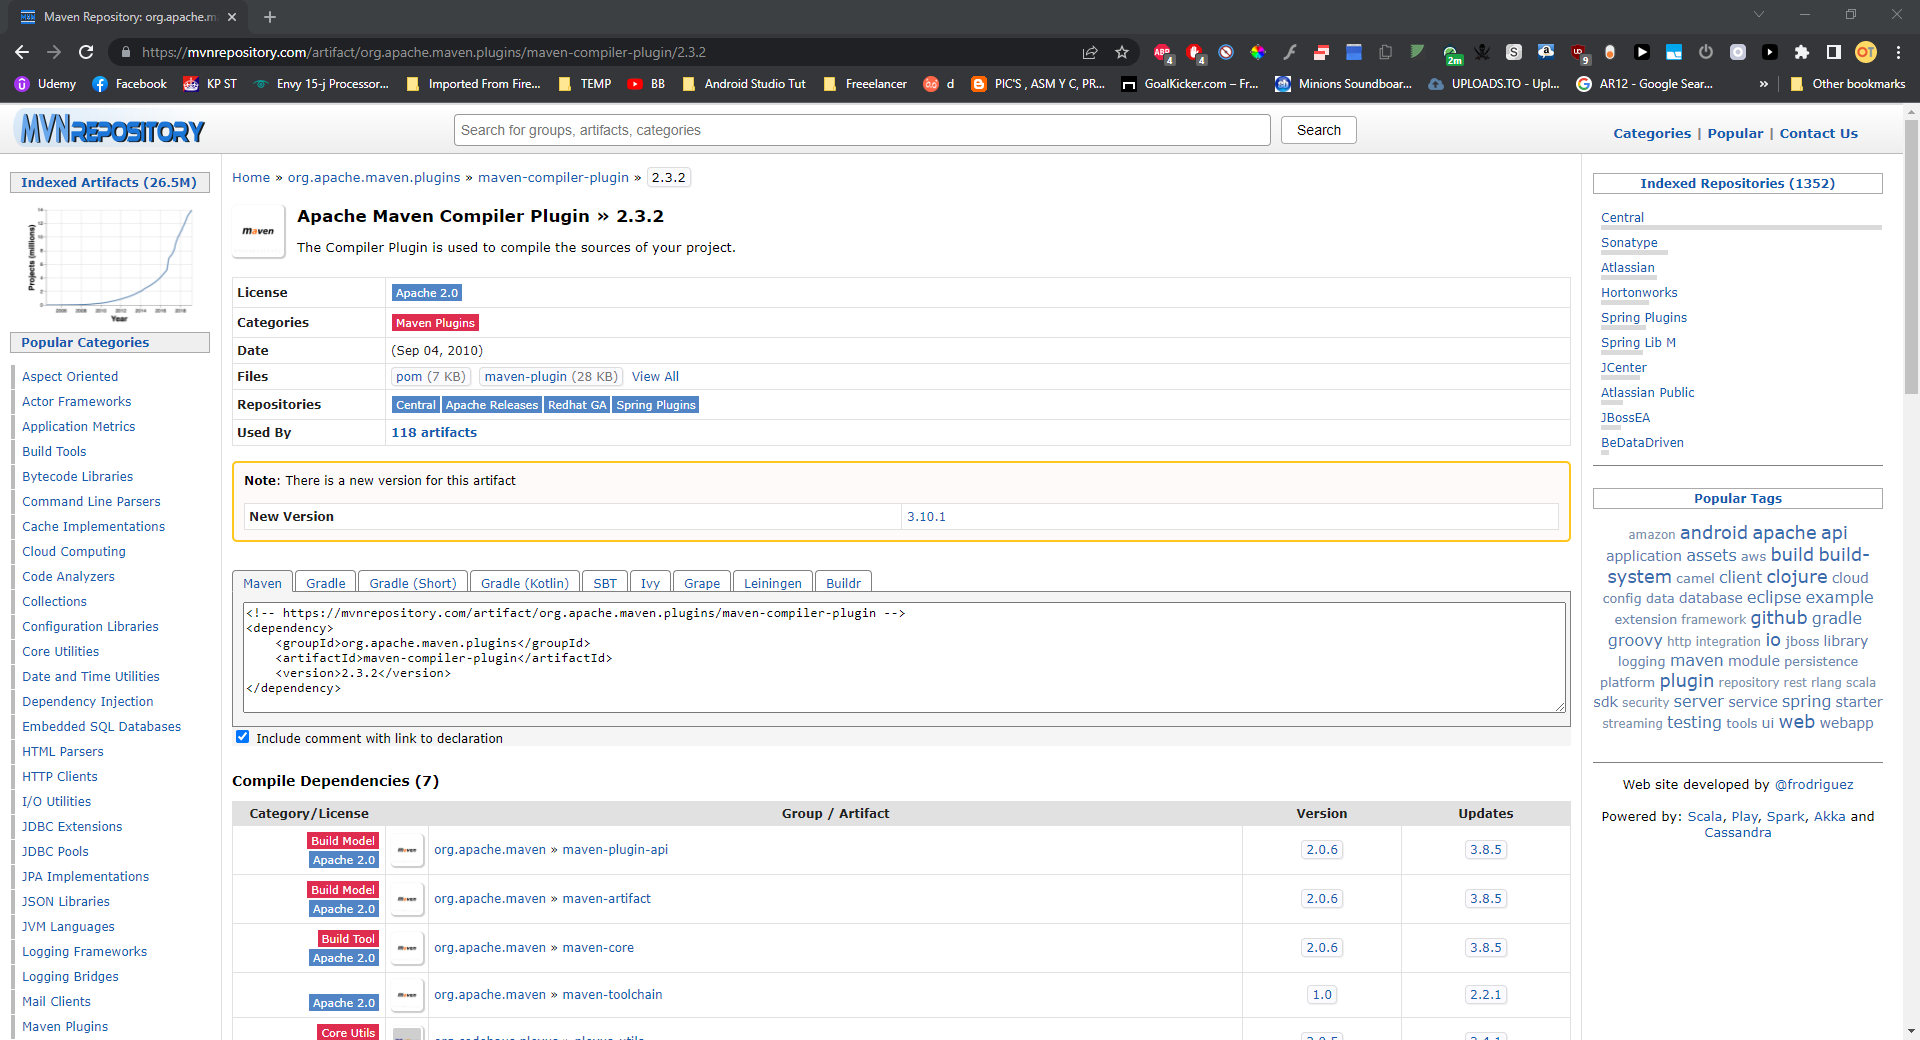 Maven Repository: org.apache.m
https://mvnrepository.com/artifact/org.apache.maven.plugins/maven-compiler-plugin/2.3.2
Udemy
Facebook
KP ST
Envy 15-j Processor...
Imported From Fire...
TEMP
BB
Android Studio Tut
Freeelancer
d
PIC'S , ASM Y C, PR...
GoalKicker.com – Fr...
Minions Soundboar...
UPLOADS.TO - Upl...
AR12 - Google Sear...
»
Other bookmarks
MVNREPOSITORY
Search for groups, artifacts, categories
Search
Categories | Popular | Contact Us
Indexed Artifacts (26.5M)
Projects (millions)
Year
Popular Categories
Aspect Oriented
Actor Frameworks
Application Metrics
Build Tools
Bytecode Libraries
Command Line Parsers
Cache Implementations
Cloud Computing
Code Analyzers
Collections
Configuration Libraries
Core Utilities
Date and Time Utilities
Dependency Injection
Embedded SQL Databases
HTML Parsers
HTTP Clients
I/O Utilities
JDBC Extensions
JDBC Pools
JPA Implementations
JSON Libraries
JVM Languages
Logging Frameworks
Logging Bridges
Mail Clients
Maven Plugins
Home » org.apache.maven.plugins » maven-compiler-plugin » 2.3.2
maven
Apache Maven Compiler Plugin » 2.3.2
The Compiler Plugin is used to compile the sources of your project.
License Apache 2.0
Categories Maven Plugins
Date (Sep 04, 2010)
Files pom (7 KB) maven-plugin (28 KB) View All
Repositories Central Apache Releases Redhat GA Spring Plugins
Used By 118 artifacts
Note: There is a new version for this artifact
New Version 3.10.1
Maven Gradle Gradle (Short) Gradle (Kotlin) SBT Ivy Grape Leiningen Buildr
<!-- https://mvnrepository.com/artifact/org.apache.maven.plugins/maven-compiler-plugin -->
<dependency>
<groupId>org.apache.maven.plugins</groupId>
<artifactId>maven-compiler-plugin</artifactId>
<version>2.3.2</version>
</dependency>
Include comment with link to declaration
Compile Dependencies (7)
Category/License Group / Artifact Version Updates
Build Model
Apache 2.0
org.apache.maven » maven-plugin-api 2.0.6 3.8.5
Build Model
Apache 2.0
org.apache.maven » maven-artifact 2.0.6 3.8.5
Build Tool
Apache 2.0
org.apache.maven » maven-core 2.0.6 3.8.5
Apache 2.0
org.apache.maven » maven-toolchain 1.0 2.2.1
Core Utils
Indexed Repositories (1352)
Central
Sonatype
Atlassian
Hortonworks
Spring Plugins
Spring Lib M
JCenter
Atlassian Public
JBossEA
BeDataDriven
Popular Tags
amazon android apache api
application assets aws build build-
system camel client clojure cloud
config data database eclipse example
extension framework github gradle
groovy http integration io jboss library
logging maven module persistence
platform plugin repository rest rlang scala
sdk security server service spring starter
streaming testing tools ui web webapp
Web site developed by @frodriguez
Powered by: Scala, Play, Spark, Akka and
Cassandra